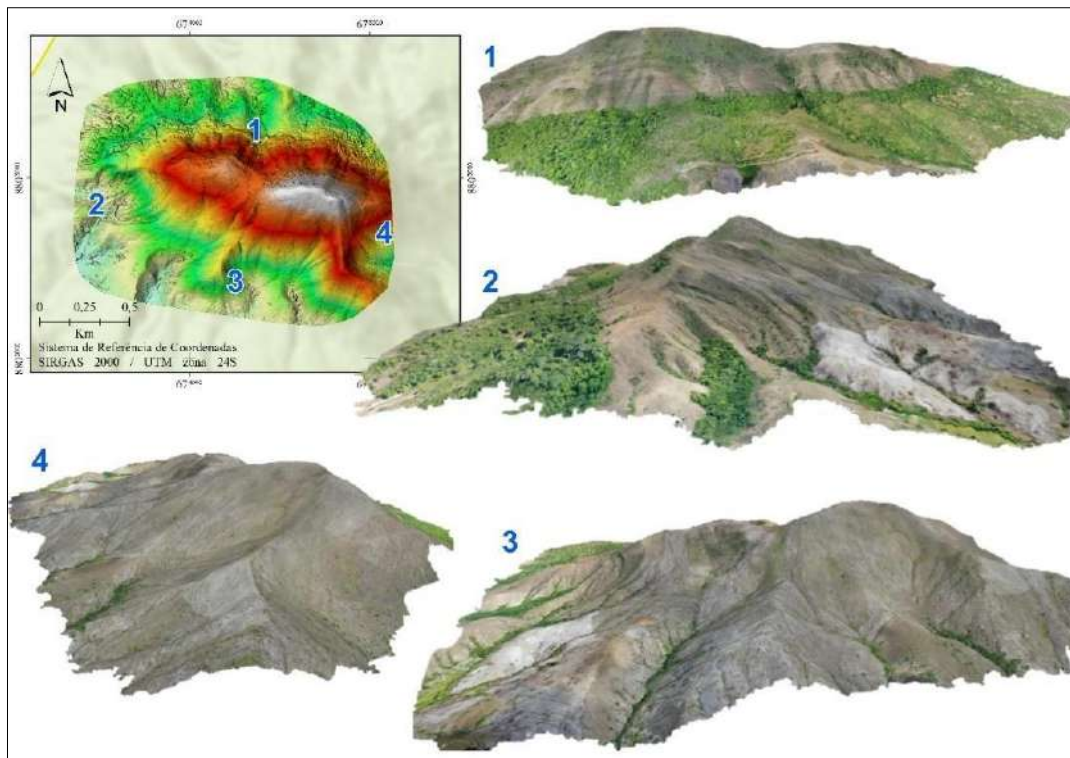 N
1
2
3
4
0 0,25 0,5
Km
Sistema de Referência de Coordenadas
SIRGAS 2000 / UTM zona 24S
1
2
4
3